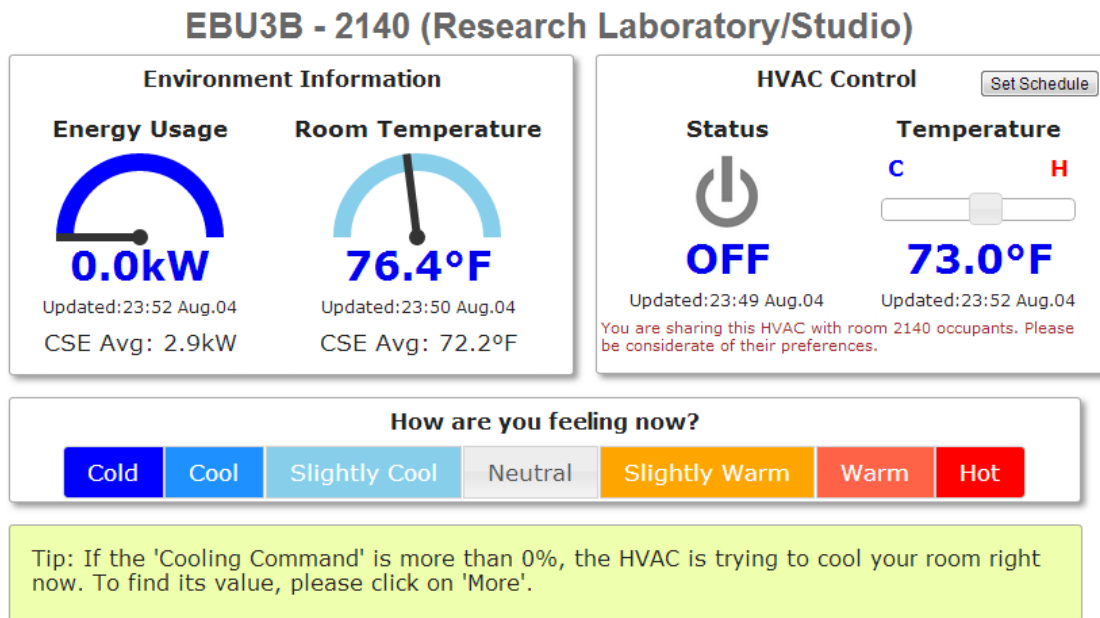 EBU3B - 2140 (Research Laboratory/Studio)
Environment Information
Energy Usage
Room Temperature
0.0kW
76.4°F
Updated:23:52 Aug.04
Updated:23:50 Aug.04
CSE Avg: 2.9kW
CSE Avg: 72.2°F
HVAC Control
Set Schedule
Status
Temperature
C
H
OFF
73.0°F
Updated:23:49 Aug.04
Updated:23:52 Aug.04
You are sharing this HVAC with room 2140 occupants. Please
be considerate of their preferences.
How are you feeling now?
Cold
Cool
Slightly Cool
Neutral
Slightly Warm
Warm
Hot
Tip: If the 'Cooling Command' is more than 0%, the HVAC is trying to cool your room right
now. To find its value, please click on 'More'.